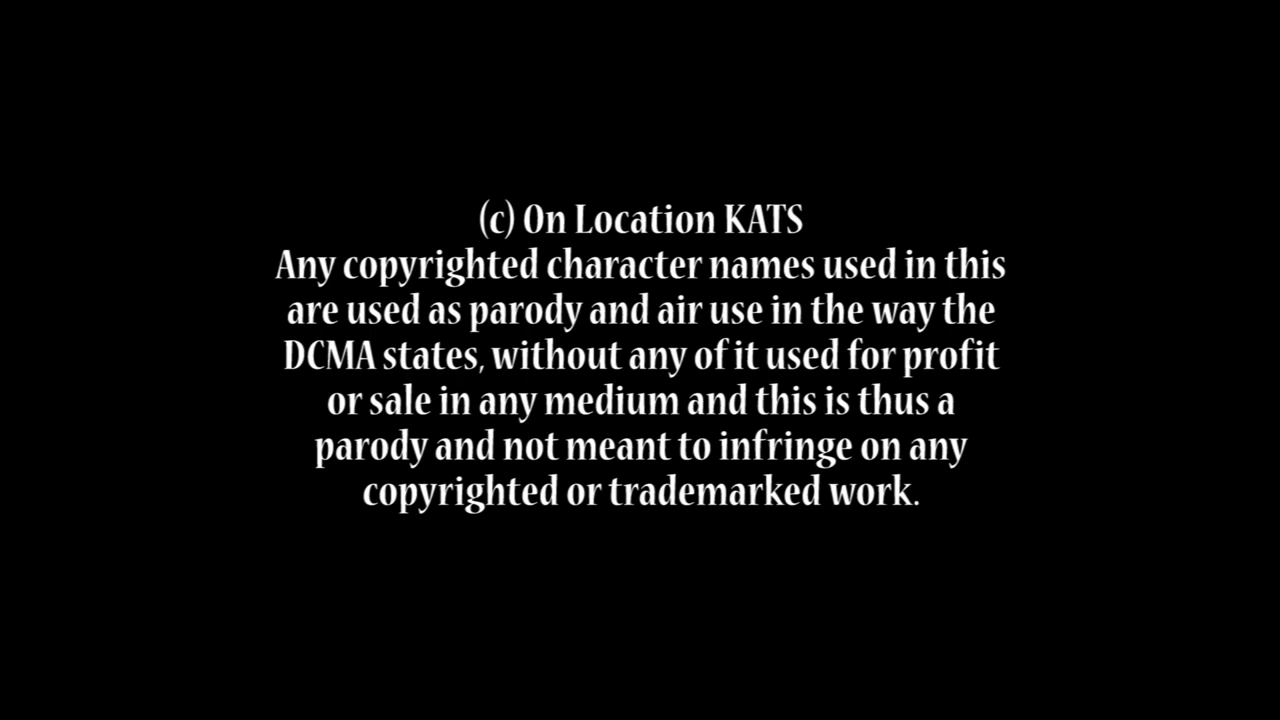 (c) On Location KATS
Any copyrighted character names used in this
are used as parody and air use in the way the
DCMA states, without any of it used for profit
or sale in any medium and this is thus a
parody and not meant to infringe on any
copyrighted or trademarked work.